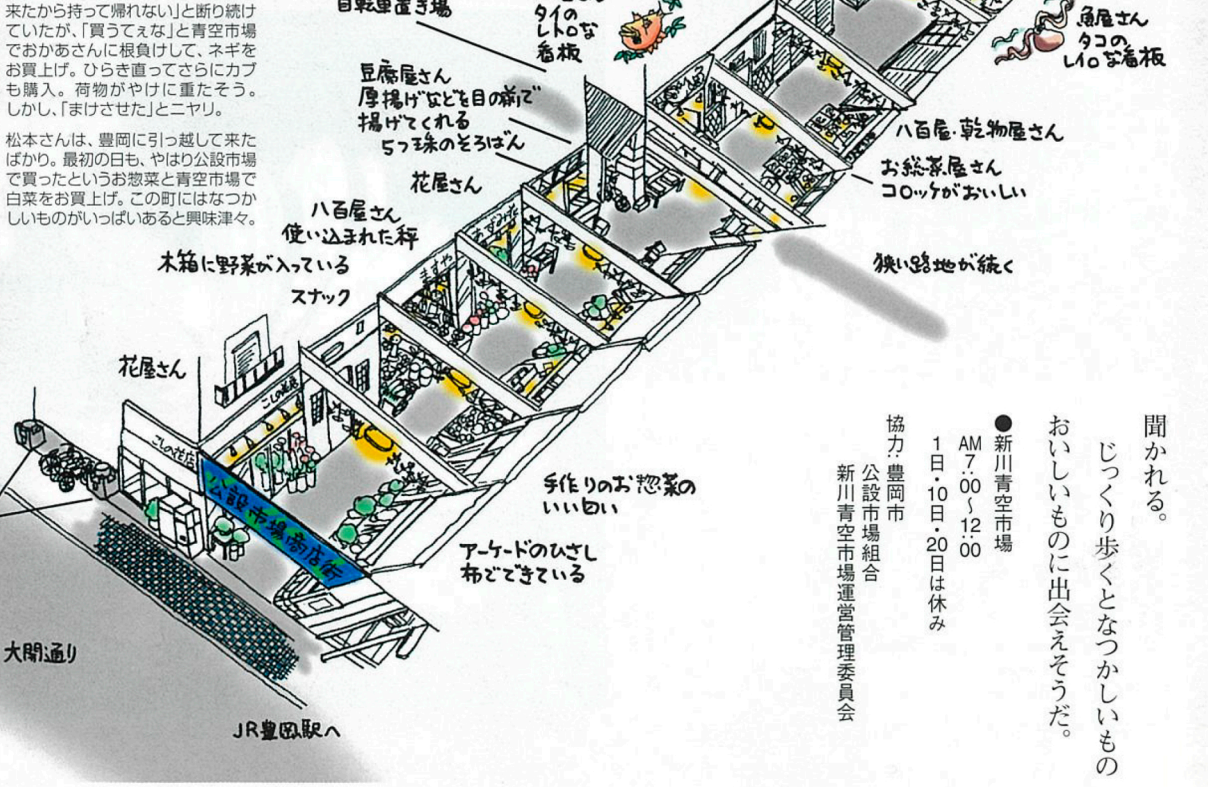 来たから持って帰れない」と断り続け
ていたが、「買うてぇな」と青空市場
でおかあさんに根負けして、ネギを
お買上げ。ひらき直ってさらにカブ
も購入。荷物がやけに重たそう。
しかし、「まけさせた」とニヤリ。
松本さんは、豊岡に引っ越して来た
ばかり。最初の日も、やはり公設市場
で買ったというお惣菜と青空市場で
白菜をお買上げ。この町にはなつか
しいものがいっぱいあると興味津々。
自転車置き場
タイの
レトロな
看板
魚屋さん
タコの
レトロな看板
豆腐屋さん
厚揚げなどを目の前で
揚げてくれる
5つ珠のそろばん
八百屋・乾物屋さん
お総菜屋さん
コロッケがおいしい
花屋さん
八百屋さん
使い込まれた秤
木箱に野菜が入っている
スナック
狭い路地が続く
花屋さん
こしの花店
こしの花店
公設市場商店街
手作りのお惣菜の
いい匂い
アーケードのひさし
布でできている
大開通り
JR豊岡駅へ
聞かれる。
じっくり歩くとなつかしいもの
おいしいものに出会えそうだ。
●新川青空市場
AM7:00〜12:00
1日・10日・20日は休み
協力:豊岡市
公設市場組合
新川青空市場運営管理委員会